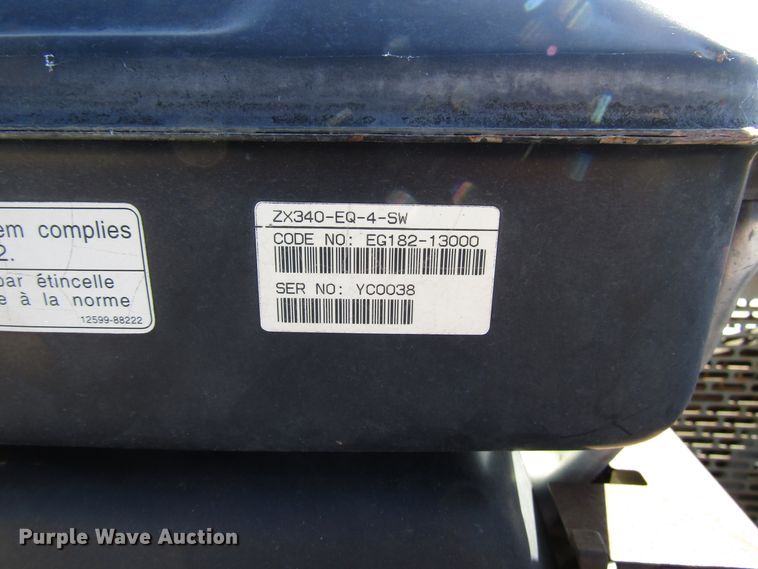 em complies
2.
par étincelle
e à la norme
12599-88222
ZX340-EQ-4-SW
CODE NO: EG182-13000
SER NO: YC0038
Purple Wave Auction